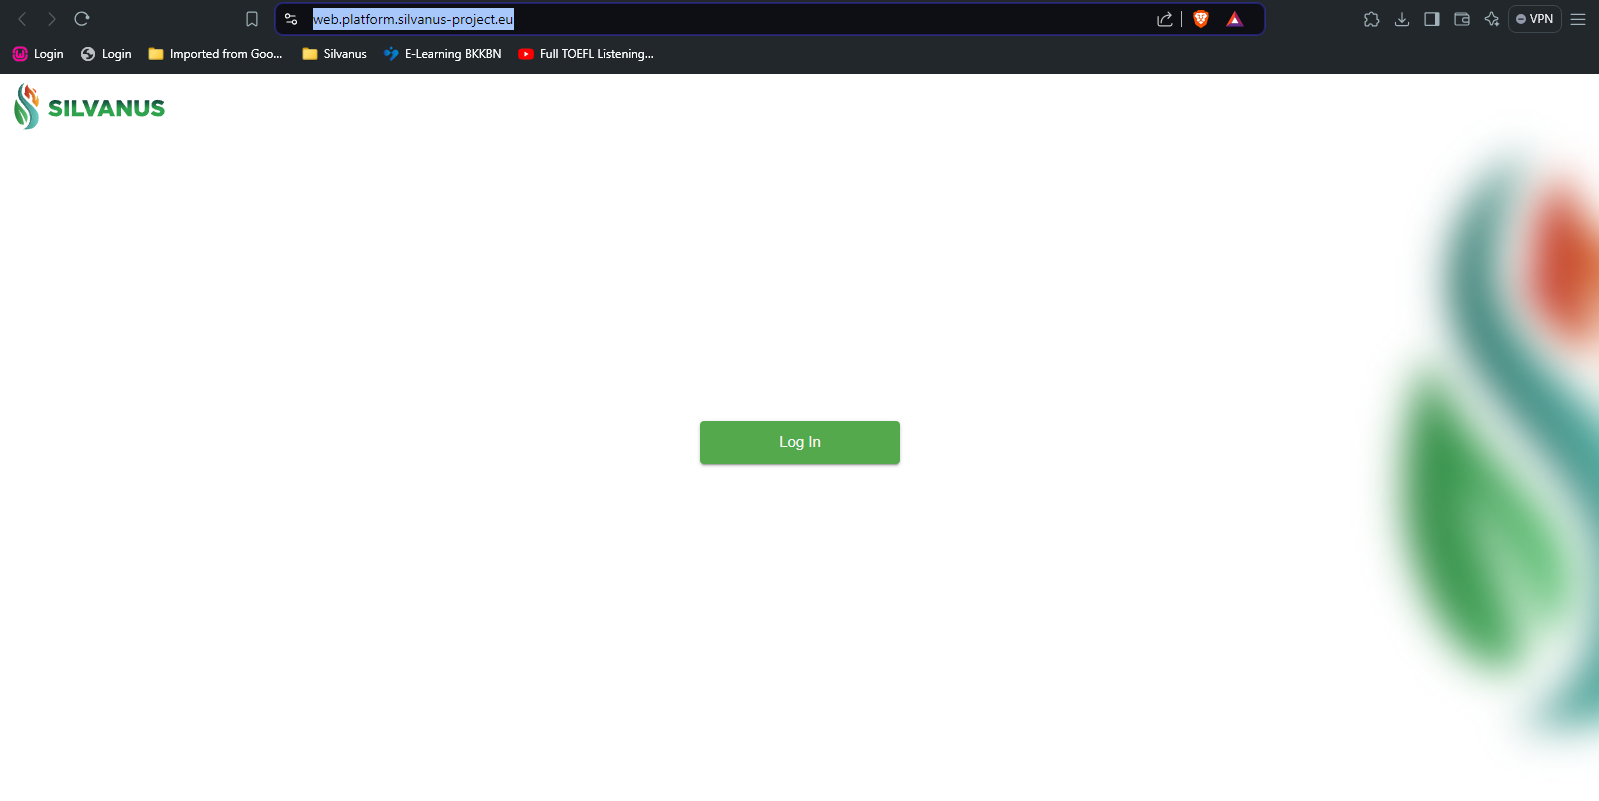 web.platform.silvanus-project.eu
VPN
Login Login Imported from Goo... Silvanus E-Learning BKKBN Full TOEFL Listening...
SILVANUS
Log In